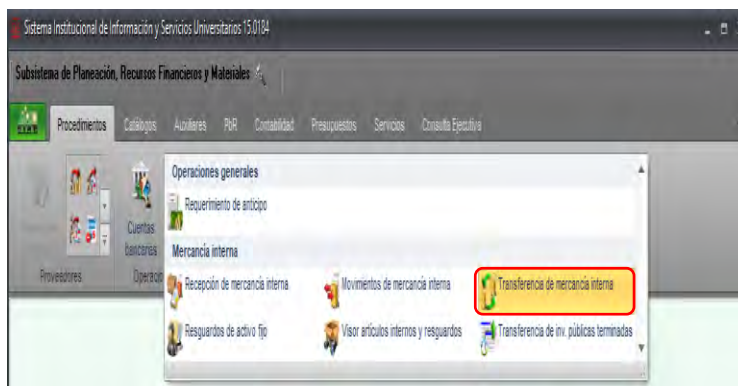 Sistema Institucional de Información y Servicios Universitarios 15.0184
Subsistema de Planeación, Recursos Financieros y Materiales
Procedimientos Catálogos Auxiliares PbR Contabilidad Presupuestos Servicios Consulta Ejecutiva
Operaciones generales
Requerimiento de anticipo
Cuentas
bancarias
Mercancía interna
Recepción de mercancía interna Movimientos de mercancía interna Transferencia de mercancía interna
Proveedores Operacio
Resguardos de activo fijo Visor artículos internos y resguardos Transferencia de inv. públicas terminadas